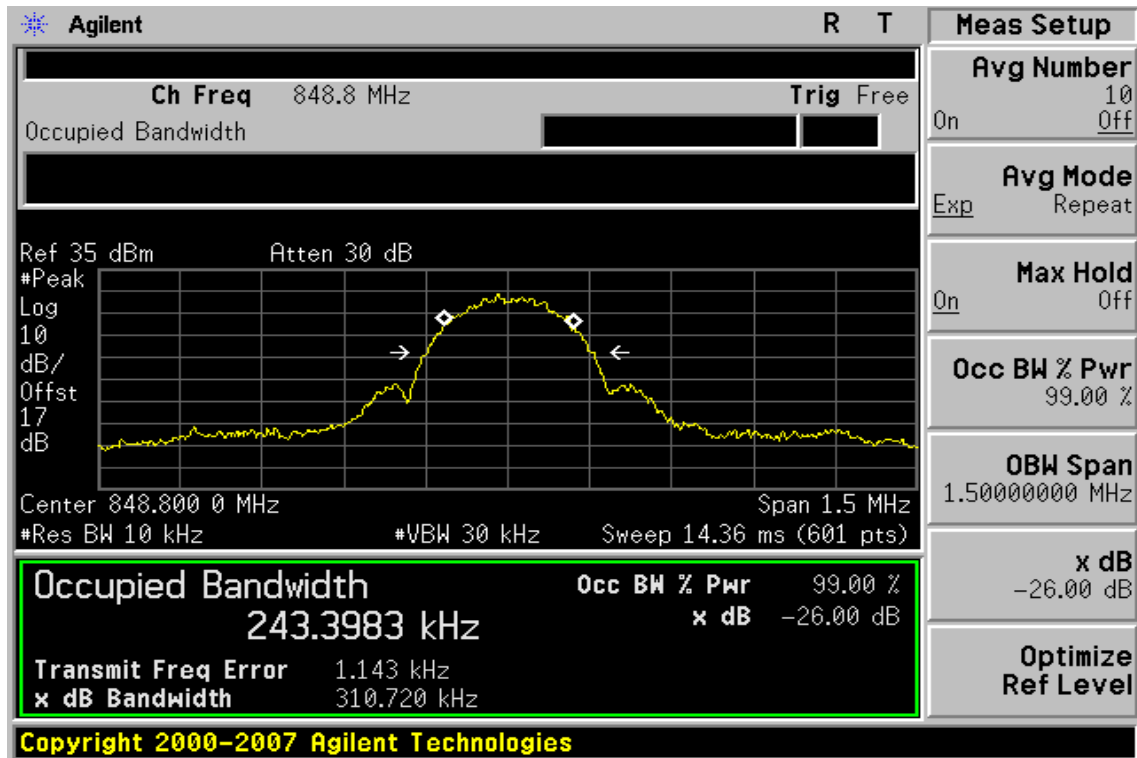 Agilent R T
Ch Freq 848.8 MHz Trig Free
Occupied Bandwidth
Ref 35 dBm Atten 30 dB
#Peak
Log
10
dB/
Offst
17
dB
Center 848.800 0 MHz Span 1.5 MHz
#Res BW 10 kHz #VBW 30 kHz Sweep 14.36 ms (601 pts)
Occupied Bandwidth Occ BW % Pwr 99.00 %
243.3983 kHz x dB -26.00 dB
Transmit Freq Error 1.143 kHz
x dB Bandwidth 310.720 kHz
Copyright 2000-2007 Agilent Technologies
Meas Setup
Avg Number
10
On Off
Avg Mode
Exp Repeat
Max Hold
On Off
Occ BW % Pwr
99.00 %
OBW Span
1.50000000 MHz
x dB
-26.00 dB
Optimize
Ref Level